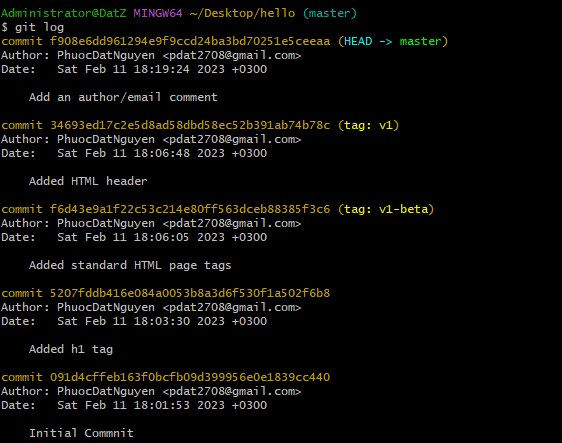 Administrator@DatZ MINGW64 ~/Desktop/hello (master)
$ git log
commit f908e6dd961294e9f9ccd24ba3bd70251e5ceeaa (HEAD -> master)
Author: PhuocDatNguyen <pdat2708@gmail.com>
Date:   Sat Feb 11 18:19:24 2023 +0300
    Add an author/email comment
commit 34693ed17c2e5d8ad58dbd58ec52b391ab74b78c (tag: v1)
Author: PhuocDatNguyen <pdat2708@gmail.com>
Date:   Sat Feb 11 18:06:48 2023 +0300
    Added HTML header
commit f6d43e9a1f22c53c214e80ff563dceb88385f3c6 (tag: v1-beta)
Author: PhuocDatNguyen <pdat2708@gmail.com>
Date:   Sat Feb 11 18:06:05 2023 +0300
    Added standard HTML page tags
commit 5207fddb416e084a0053b8a3d6f530f1a502f6b8
Author: PhuocDatNguyen <pdat2708@gmail.com>
Date:   Sat Feb 11 18:03:30 2023 +0300
    Added h1 tag
commit 091d4cffeb163f0bcfb09d399956e0e1839cc440
Author: PhuocDatNguyen <pdat2708@gmail.com>
Date:   Sat Feb 11 18:01:53 2023 +0300
    Initial Commnit